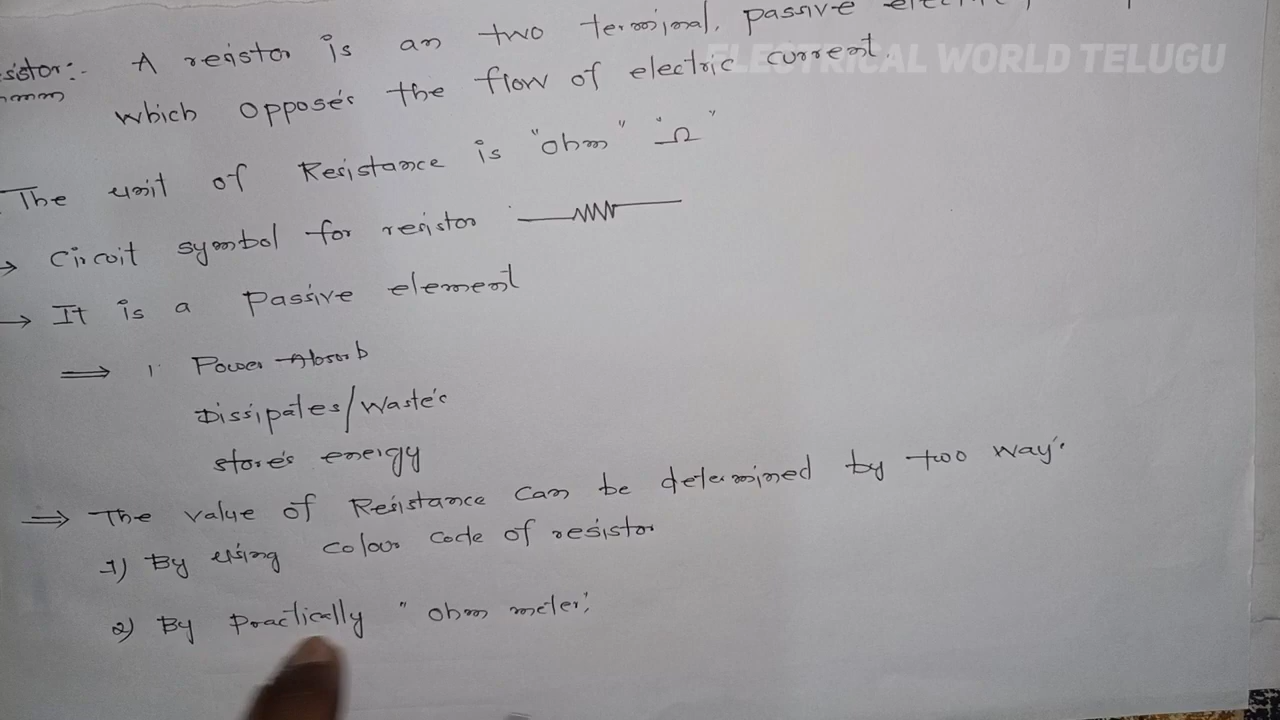 A resistor is an two terminal, passive
sistor:- which opposes the flow of electric current.
ELECTRICAL WORLD TELUGU
The unit of Resistance is "ohm" "Ω"
→ Circuit symbol for resistor
→ It is a Passive element
⇒ 1. Power Absorb
Dissipates/Waste's
store's energy
⇒ The value of Resistance can be determined by two way's
1) By using colour code of resistor
2) By Practically "ohm meter"